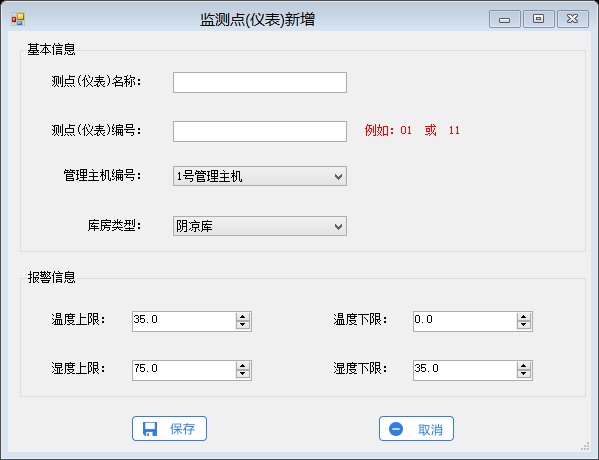 监测点(仪表)新增
基本信息
测点(仪表)名称：
测点(仪表)编号： 例如：01 或 11
管理主机编号： 1号管理主机
库房类型： 阴凉库
报警信息
温度上限： 35.0 温度下限： 0.0
湿度上限： 75.0 湿度下限： 35.0
保存 取消